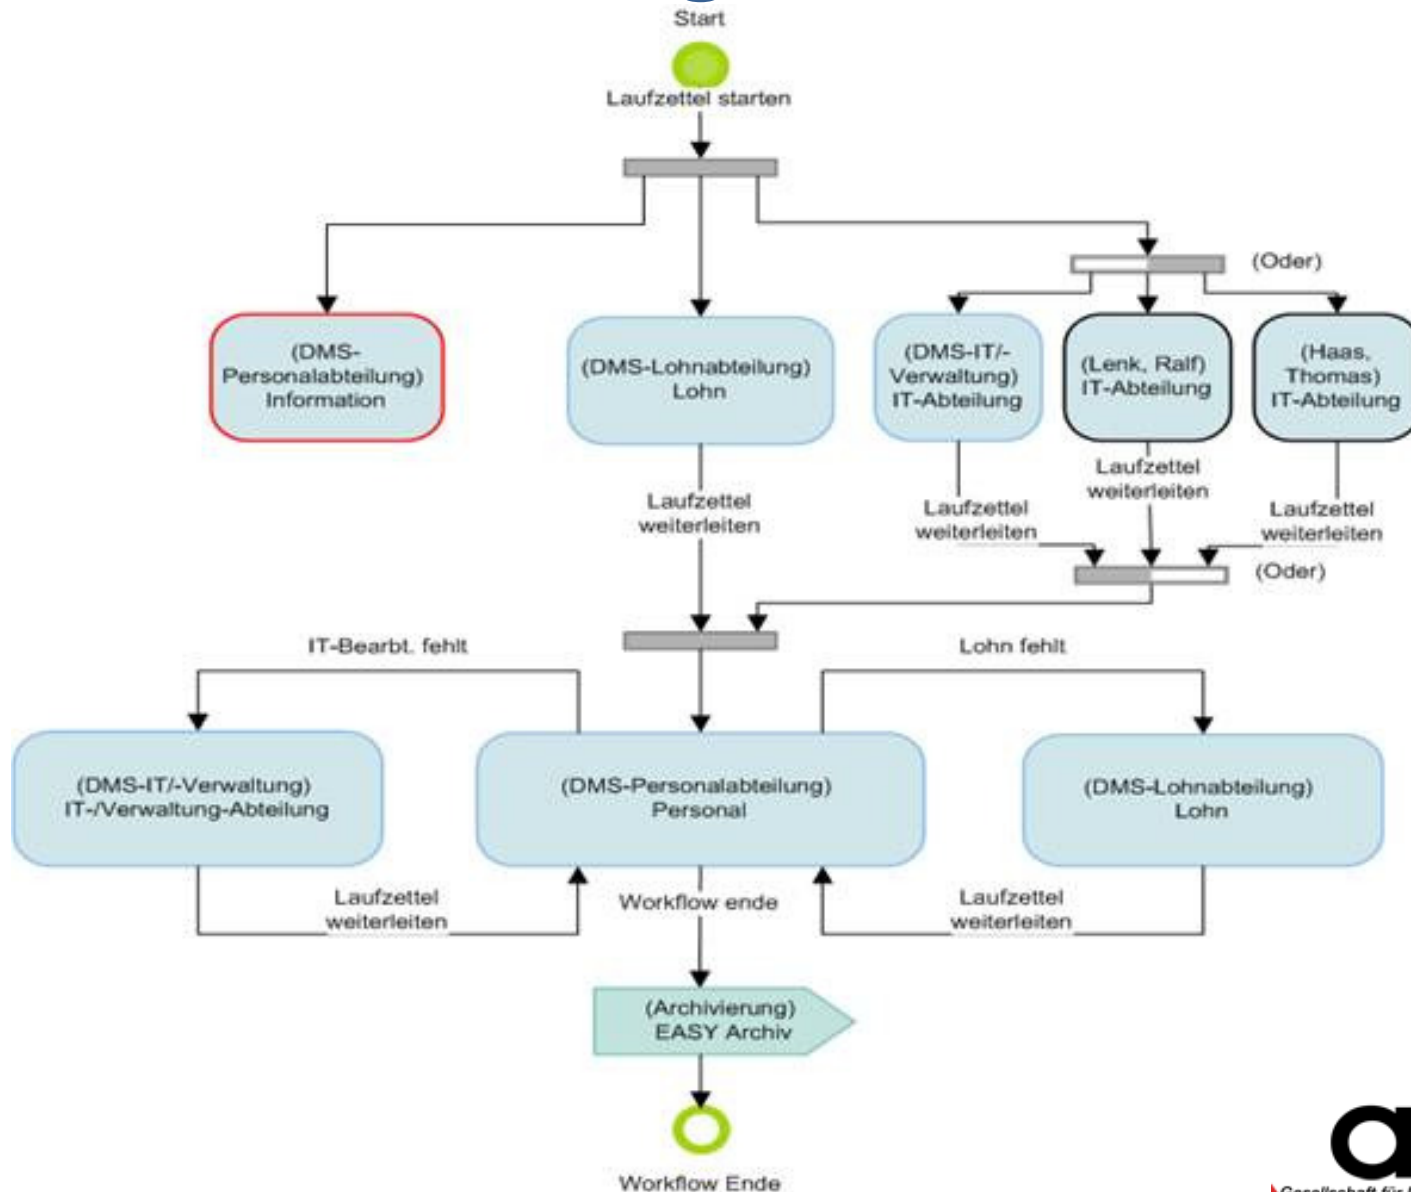 Start
Laufzettel starten
(Oder)
(DMS-
Personalabteilung)
Information
(DMS-Lohnabteilung)
Lohn
(DMS-IT/-
Verwaltung)
IT-Abteilung
(Lenk, Ralf)
IT-Abteilung
(Haas,
Thomas)
IT-Abteilung
Laufzettel
weiterleiten
Laufzettel
weiterleiten
Laufzettel
weiterleiten
Laufzettel
weiterleiten
(Oder)
IT-Bearbt. fehlt
Lohn fehlt
(DMS-IT/-Verwaltung)
IT-/Verwaltung-Abteilung
(DMS-Personalabteilung)
Personal
(DMS-Lohnabteilung)
Lohn
Laufzettel
weiterleiten
Workflow ende
Laufzettel
weiterleiten
(Archivierung)
EASY Archiv
Workflow Ende
a
Gesellschaft für